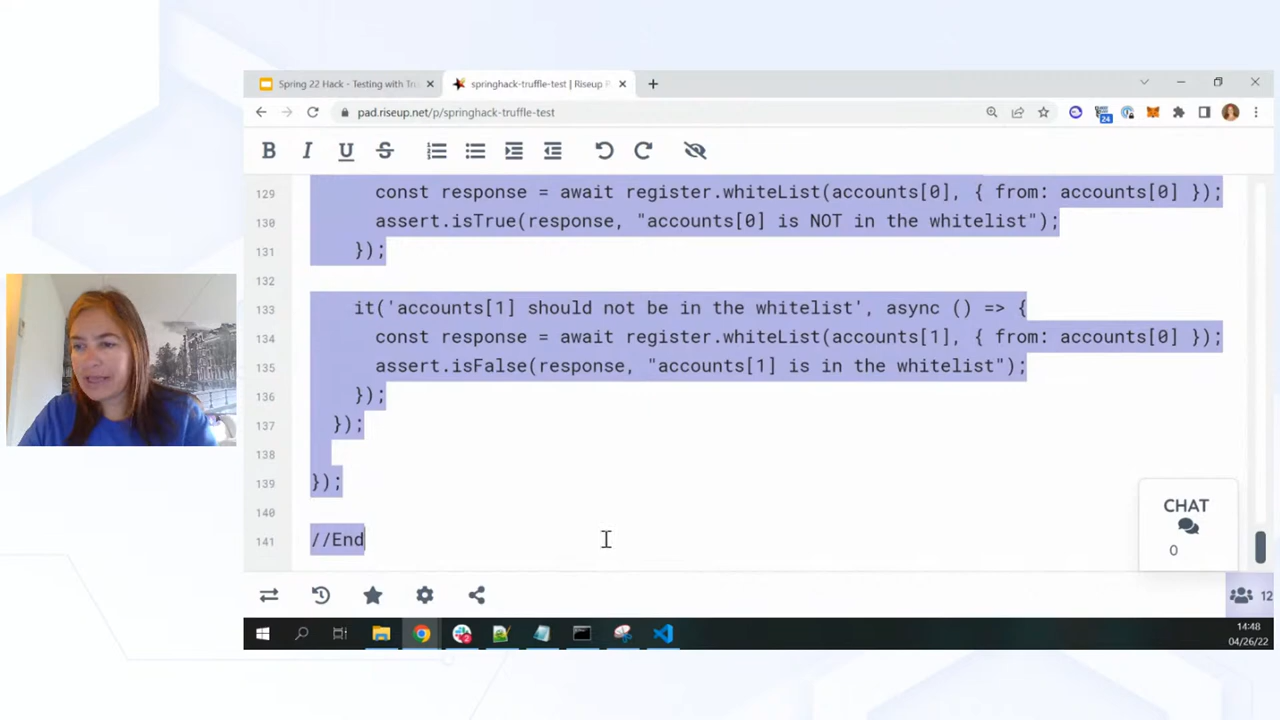 Spring 22 Hack - Testing with Tru
springhack-truffle-test | Riseup P
pad.riseup.net/p/springhack-truffle-test
24
B I U S
129 const response = await register.whiteList(accounts[0], { from: accounts[0] });
130 assert.isTrue(response, "accounts[0] is NOT in the whitelist");
131 });
132
133 it('accounts[1] should not be in the whitelist', async () => {
134 const response = await register.whiteList(accounts[1], { from: accounts[0] });
135 assert.isFalse(response, "accounts[1] is in the whitelist");
136 });
137 });
138
139 });
140
141 //End
CHAT
0
12
14:48
04/26/22